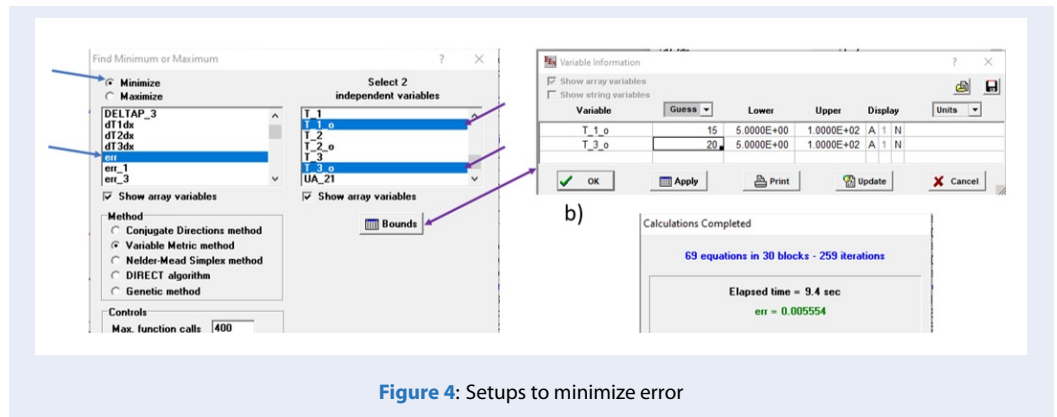 Find Minimum or Maximum ? ×
Minimize
Maximize
Select 2
independent variables
DELTAP_3
dT1dx
dT2dx
dT3dx
err
err_1
err_3
T_1
T_1_o
T_2
T_2_o
T_3
T_3_o
UA_21
Show array variables
Show array variables
Method
Conjugate Directions method
Variable Metric method
Nelder-Mead Simplex method
DIRECT algorithm
Genetic method
Bounds
Controls
Max. function calls 400
EES Variable Information ? ×
Show array variables
Show string variables
Variable Guess Lower Upper Display Units
T_1_o 15 5.0000E+00 1.0000E+02 A 1 N
T_3_o 20 5.0000E+00 1.0000E+02 A 1 N
OK Apply Print Update Cancel
b)
Calculations Completed
69 equations in 30 blocks - 259 iterations
Elapsed time = 9.4 sec
err = 0.005554
Figure 4: Setups to minimize error